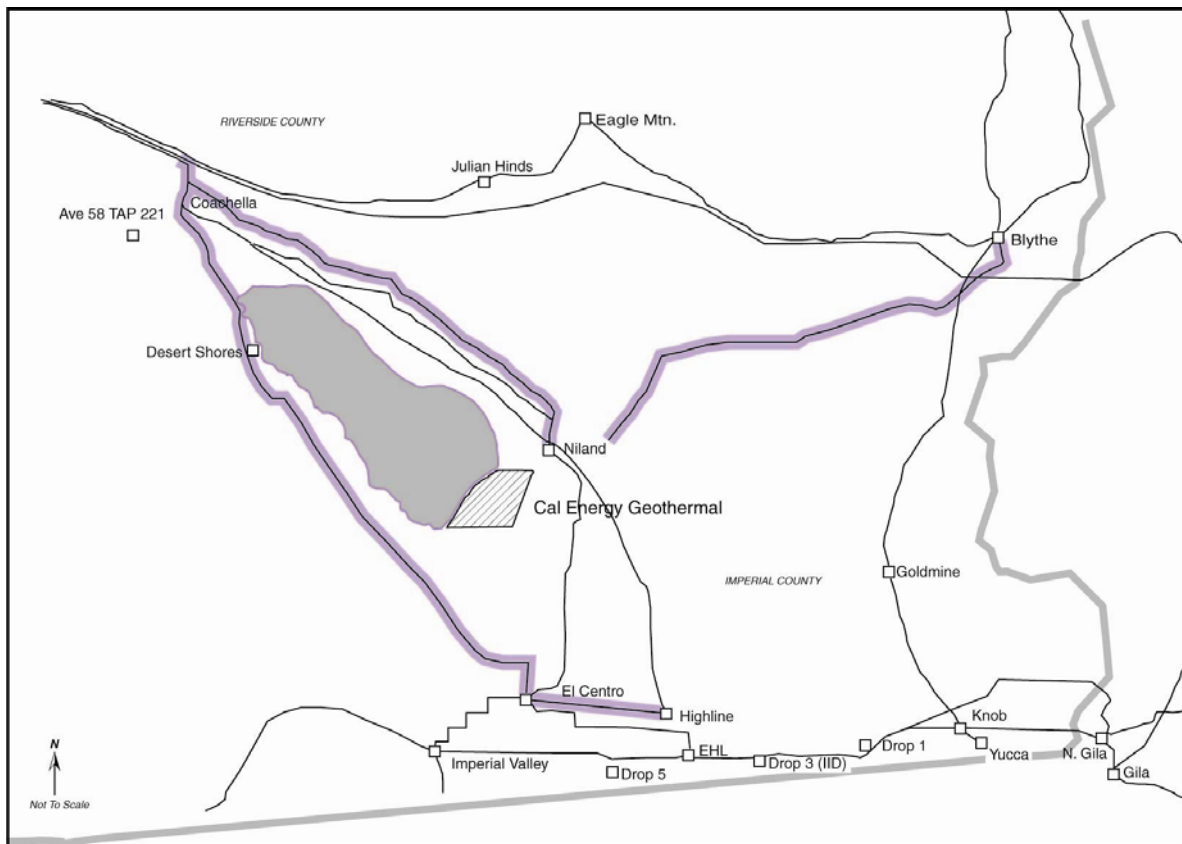 RIVERSIDE COUNTY
Eagle Mtn.
Julian Hinds
Coachella
Ave 58 TAP 221
Blythe
Desert Shores
Niland
Cal Energy Geothermal
Goldmine
IMPERIAL COUNTY
El Centro
Highline
Knob
Imperial Valley
EHL
Drop 1
Yucca
N. Gila
Drop 3 (IID)
Drop 5
Gila
N
Not To Scale